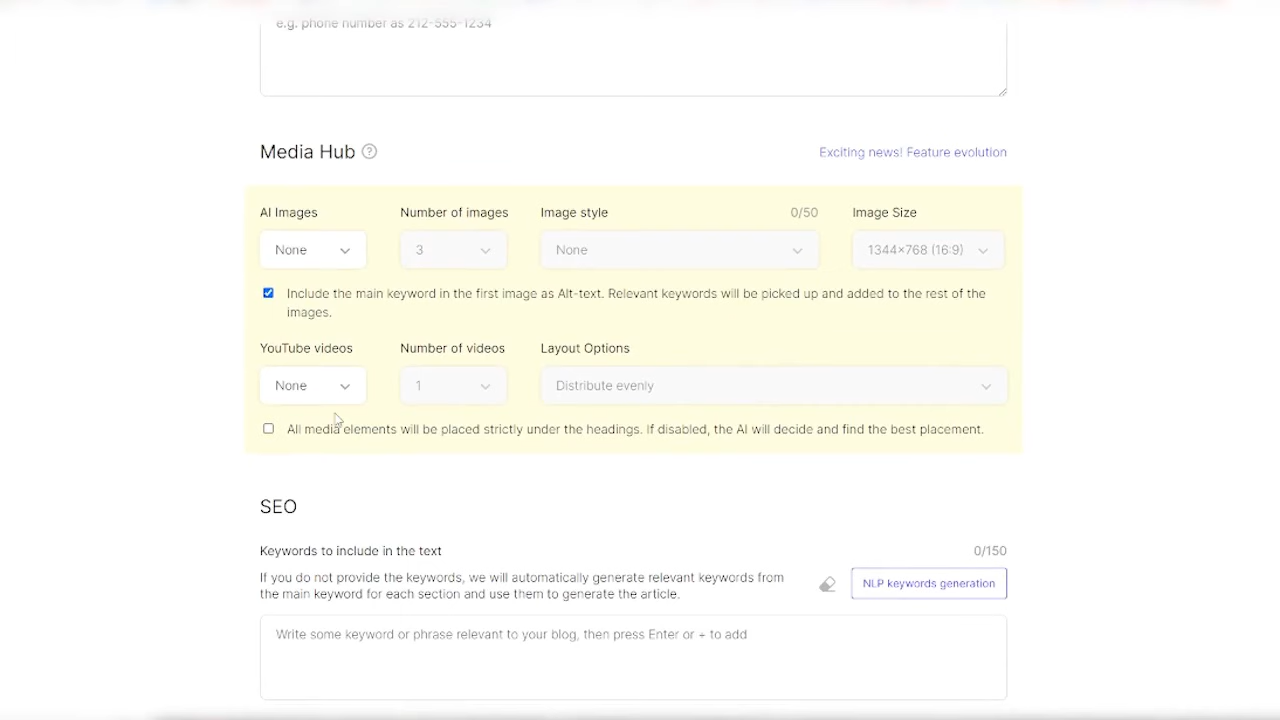 e.g. phone number as 212-555-1234
Media Hub ?
Exciting news! Feature evolution
AI Images
Number of images
Image style
0/50
Image Size
None
3
None
1344×768 (16:9)
Include the main keyword in the first image as Alt-text. Relevant keywords will be picked up and added to the rest of the
images.
YouTube videos
Number of videos
Layout Options
None
1
Distribute evenly
All media elements will be placed strictly under the headings. If disabled, the AI will decide and find the best placement.
SEO
Keywords to include in the text
0/150
If you do not provide the keywords, we will automatically generate relevant keywords from
the main keyword for each section and use them to generate the article.
NLP keywords generation
Write some keyword or phrase relevant to your blog, then press Enter or + to add